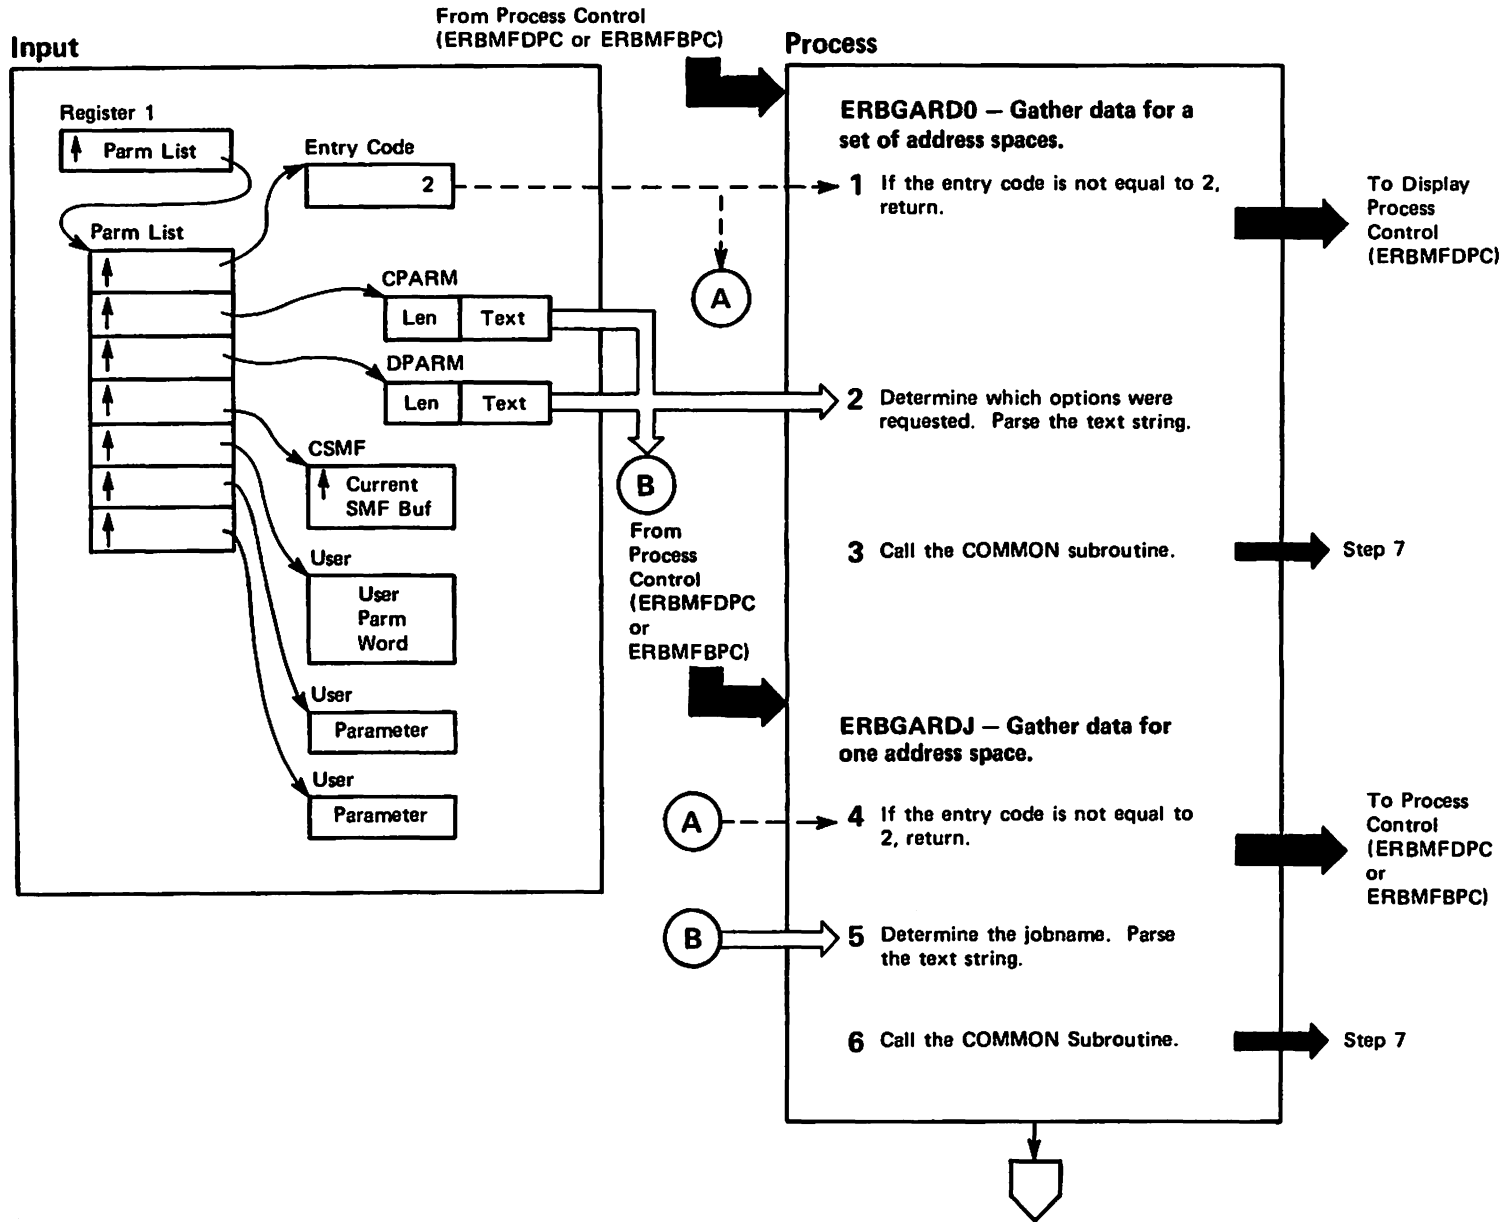 From Process Control
(ERBMFDPC or ERBMFBPC)
Input
Process
Register 1
Parm List
Entry Code
2
Parm List
CPARM
Len
Text
DPARM
Len
Text
CSMF
Current
SMF Buf
User
User
Parm
Word
User
Parameter
User
Parameter
A
B
From
Process
Control
(ERBMFDPC
or
ERBMFBPC)
A
B
ERBGARD0 — Gather data for a
set of address spaces.
1 If the entry code is not equal to 2,
return.
To Display
Process
Control
(ERBMFDPC)
2 Determine which options were
requested. Parse the text string.
3 Call the COMMON subroutine.
Step 7
ERBGARDJ — Gather data for
one address space.
4 If the entry code is not equal to
2, return.
To Process
Control
(ERBMFDPC
or
ERBMFBPC)
5 Determine the jobname. Parse
the text string.
6 Call the COMMON Subroutine.
Step 7